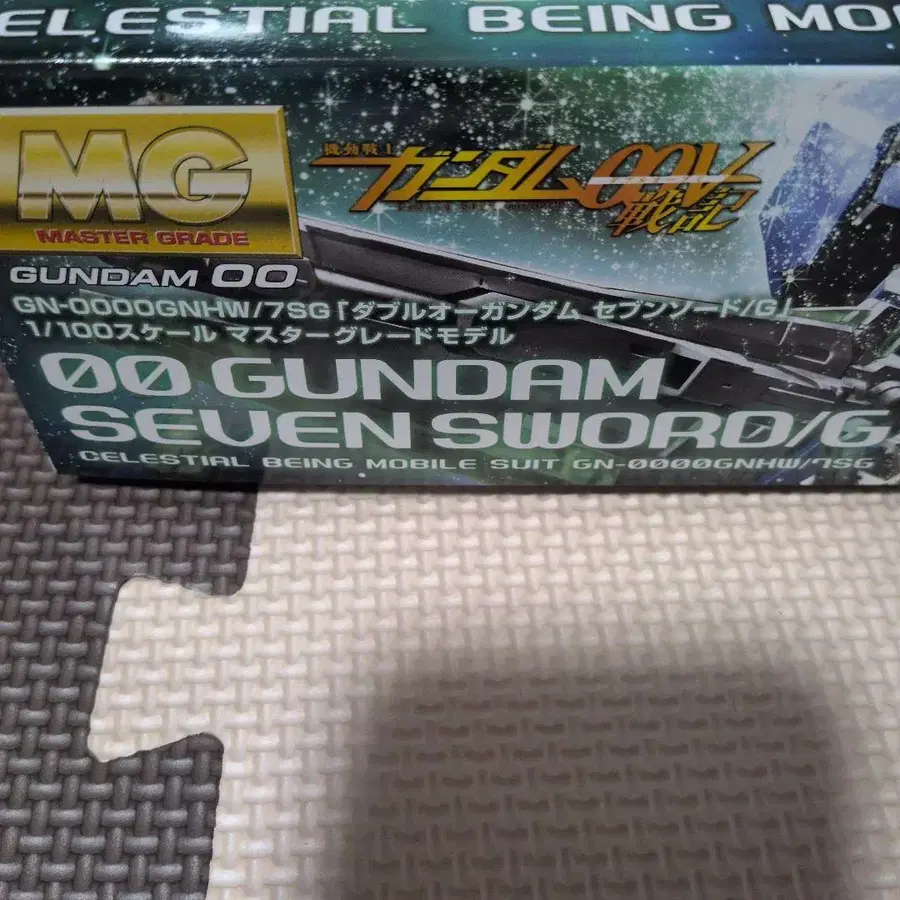 ELESTIAL BEING MO
MG
MASTER GRADE
機動戦士
ガンダム00V
戦記
GUNDAM 00
GN-0000GNHW/7SG「ダブルオーガンダム セブンソード/G」
1/100スケール マスターグレードモデル
00 GUNDAM
SEVEN SWORD/G
CELESTIAL BEING MOBILE SUIT GN-0000GNHW/7SG